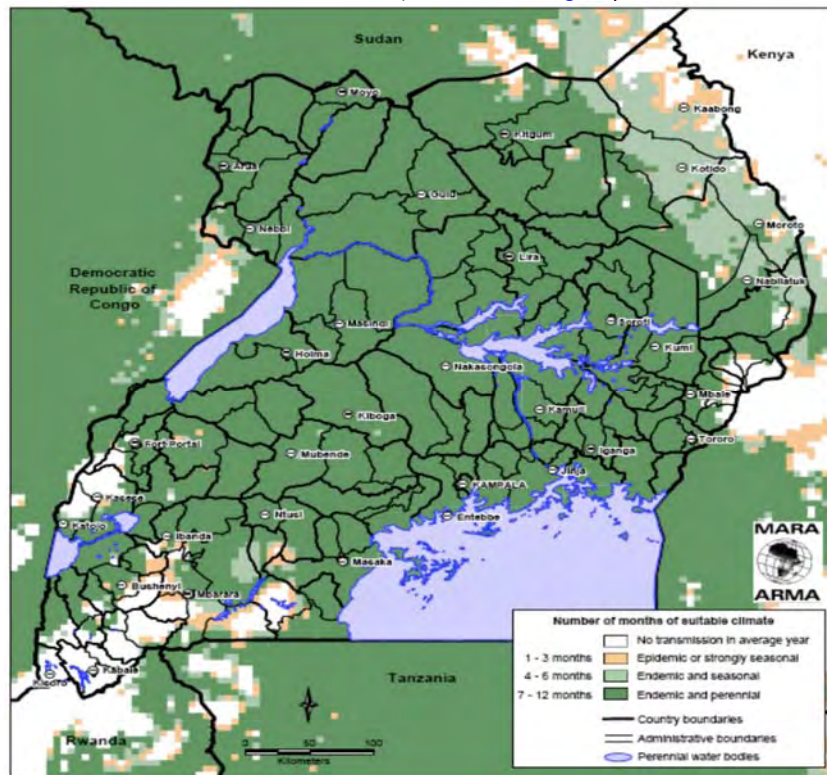 Sudan
Kenya
Moyo
Kaabong
Kitgum
Arua
Kotido
Gulu
Nebbi
Moroto
Lira
Democratic
Republic of
Congo
Nabilatuk
Masindi
Soroti
Hoima
Kumi
Nakasongola
Mbale
Kiboga
Kamuli
Fort Portal
Tororo
Mubende
Iganga
Jinja
KAMPALA
Kasese
Katojo
Ntusi
Entebbe
Ibanda
MARA
ARMA
Masaka
Bushenyi
Mbarara
Number of months of suitable climate
No transmission in average year
1 - 3 months Epidemic or strongly seasonal
4 - 6 months Endemic and seasonal
7 - 12 months Endemic and perennial
Country boundaries
Administrative boundaries
Perennial water bodies
Kabale
Kisoro
Tanzania
Rwanda
0 50 100
Kilometers